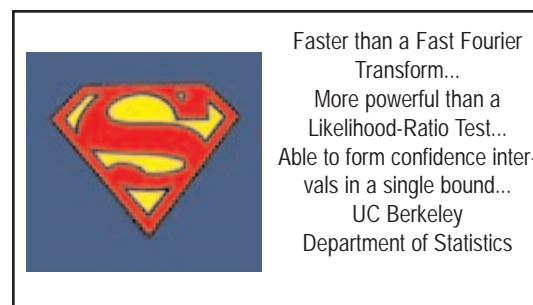 Faster than a Fast Fourier
Transform...
More powerful than a
Likelihood-Ratio Test...
Able to form confidence inter-
vals in a single bound...
UC Berkeley
Department of Statistics
S